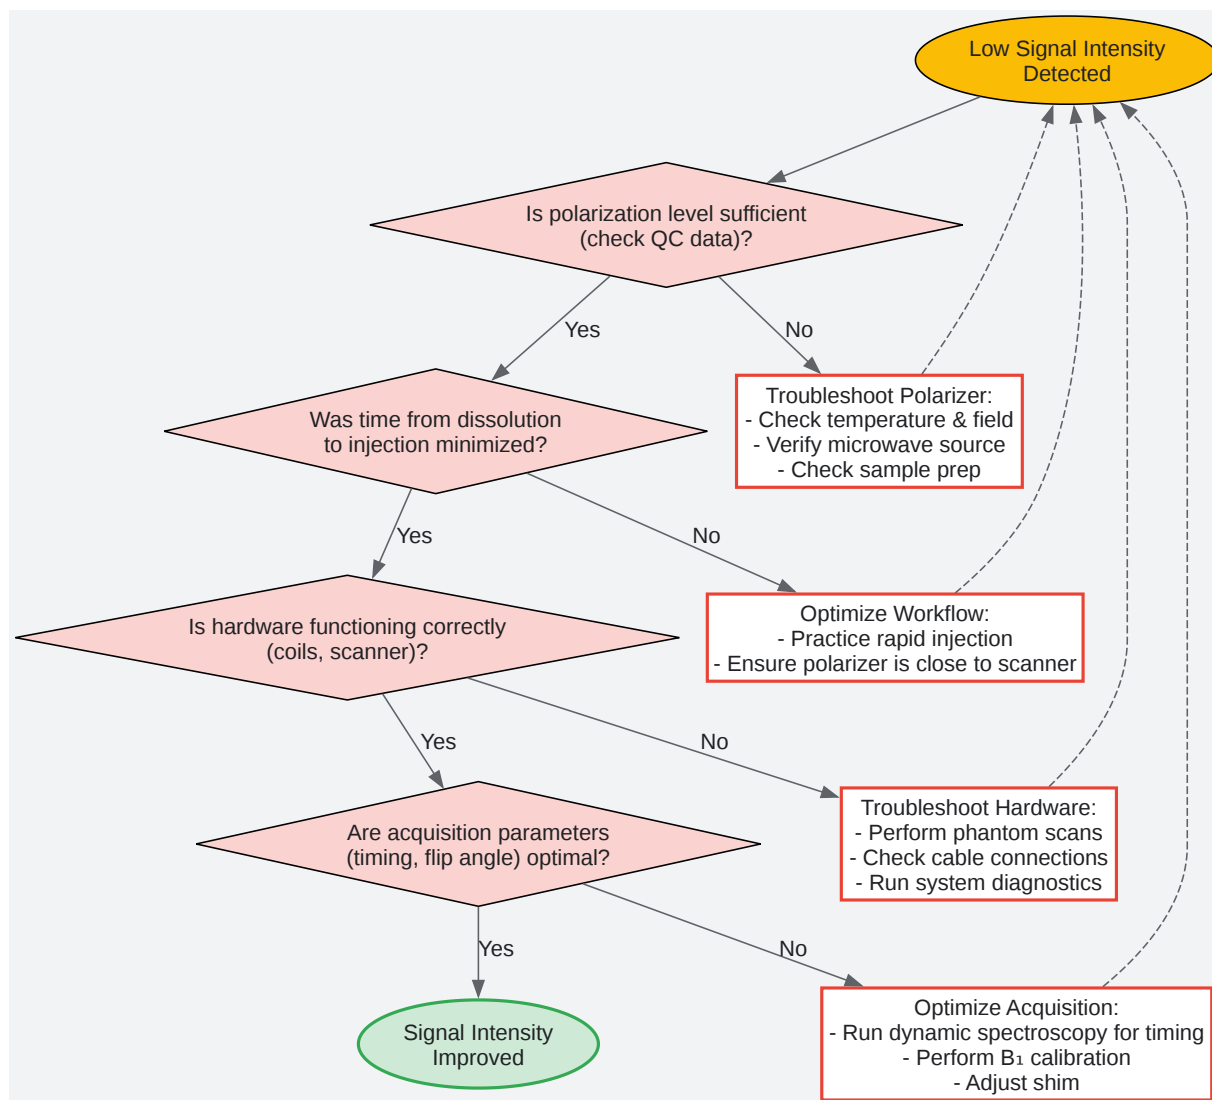 Low Signal Intensity
Detected
Is polarization level sufficient
(check QC data)?
Yes
No
Troubleshoot Polarizer:
- Check temperature & field
- Verify microwave source
- Check sample prep
Was time from dissolution
to injection minimized?
Yes
No
Optimize Workflow:
- Practice rapid injection
- Ensure polarizer is close to scanner
Is hardware functioning correctly
(coils, scanner)?
Yes
No
Troubleshoot Hardware:
- Perform phantom scans
- Check cable connections
- Run system diagnostics
Are acquisition parameters
(timing, flip angle) optimal?
Yes
No
Optimize Acquisition:
- Run dynamic spectroscopy for timing
- Perform B₁ calibration
- Adjust shim
Signal Intensity
Improved